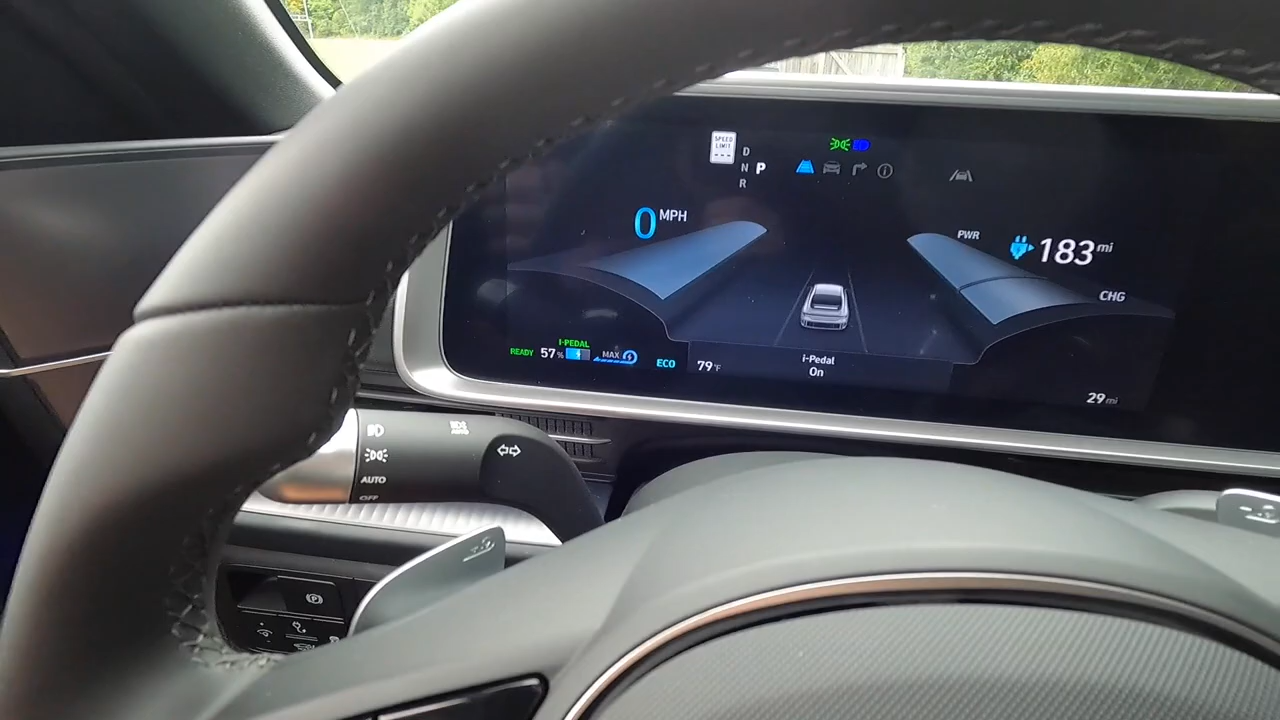 SPEED
LIMIT
---
D
N P
R
0 MPH
PWR
183 mi
CHG
I-PEDAL
READY 57% MAX ECO 79°F
i-Pedal
On
29 mi
AUTO
AUTO
OFF
P